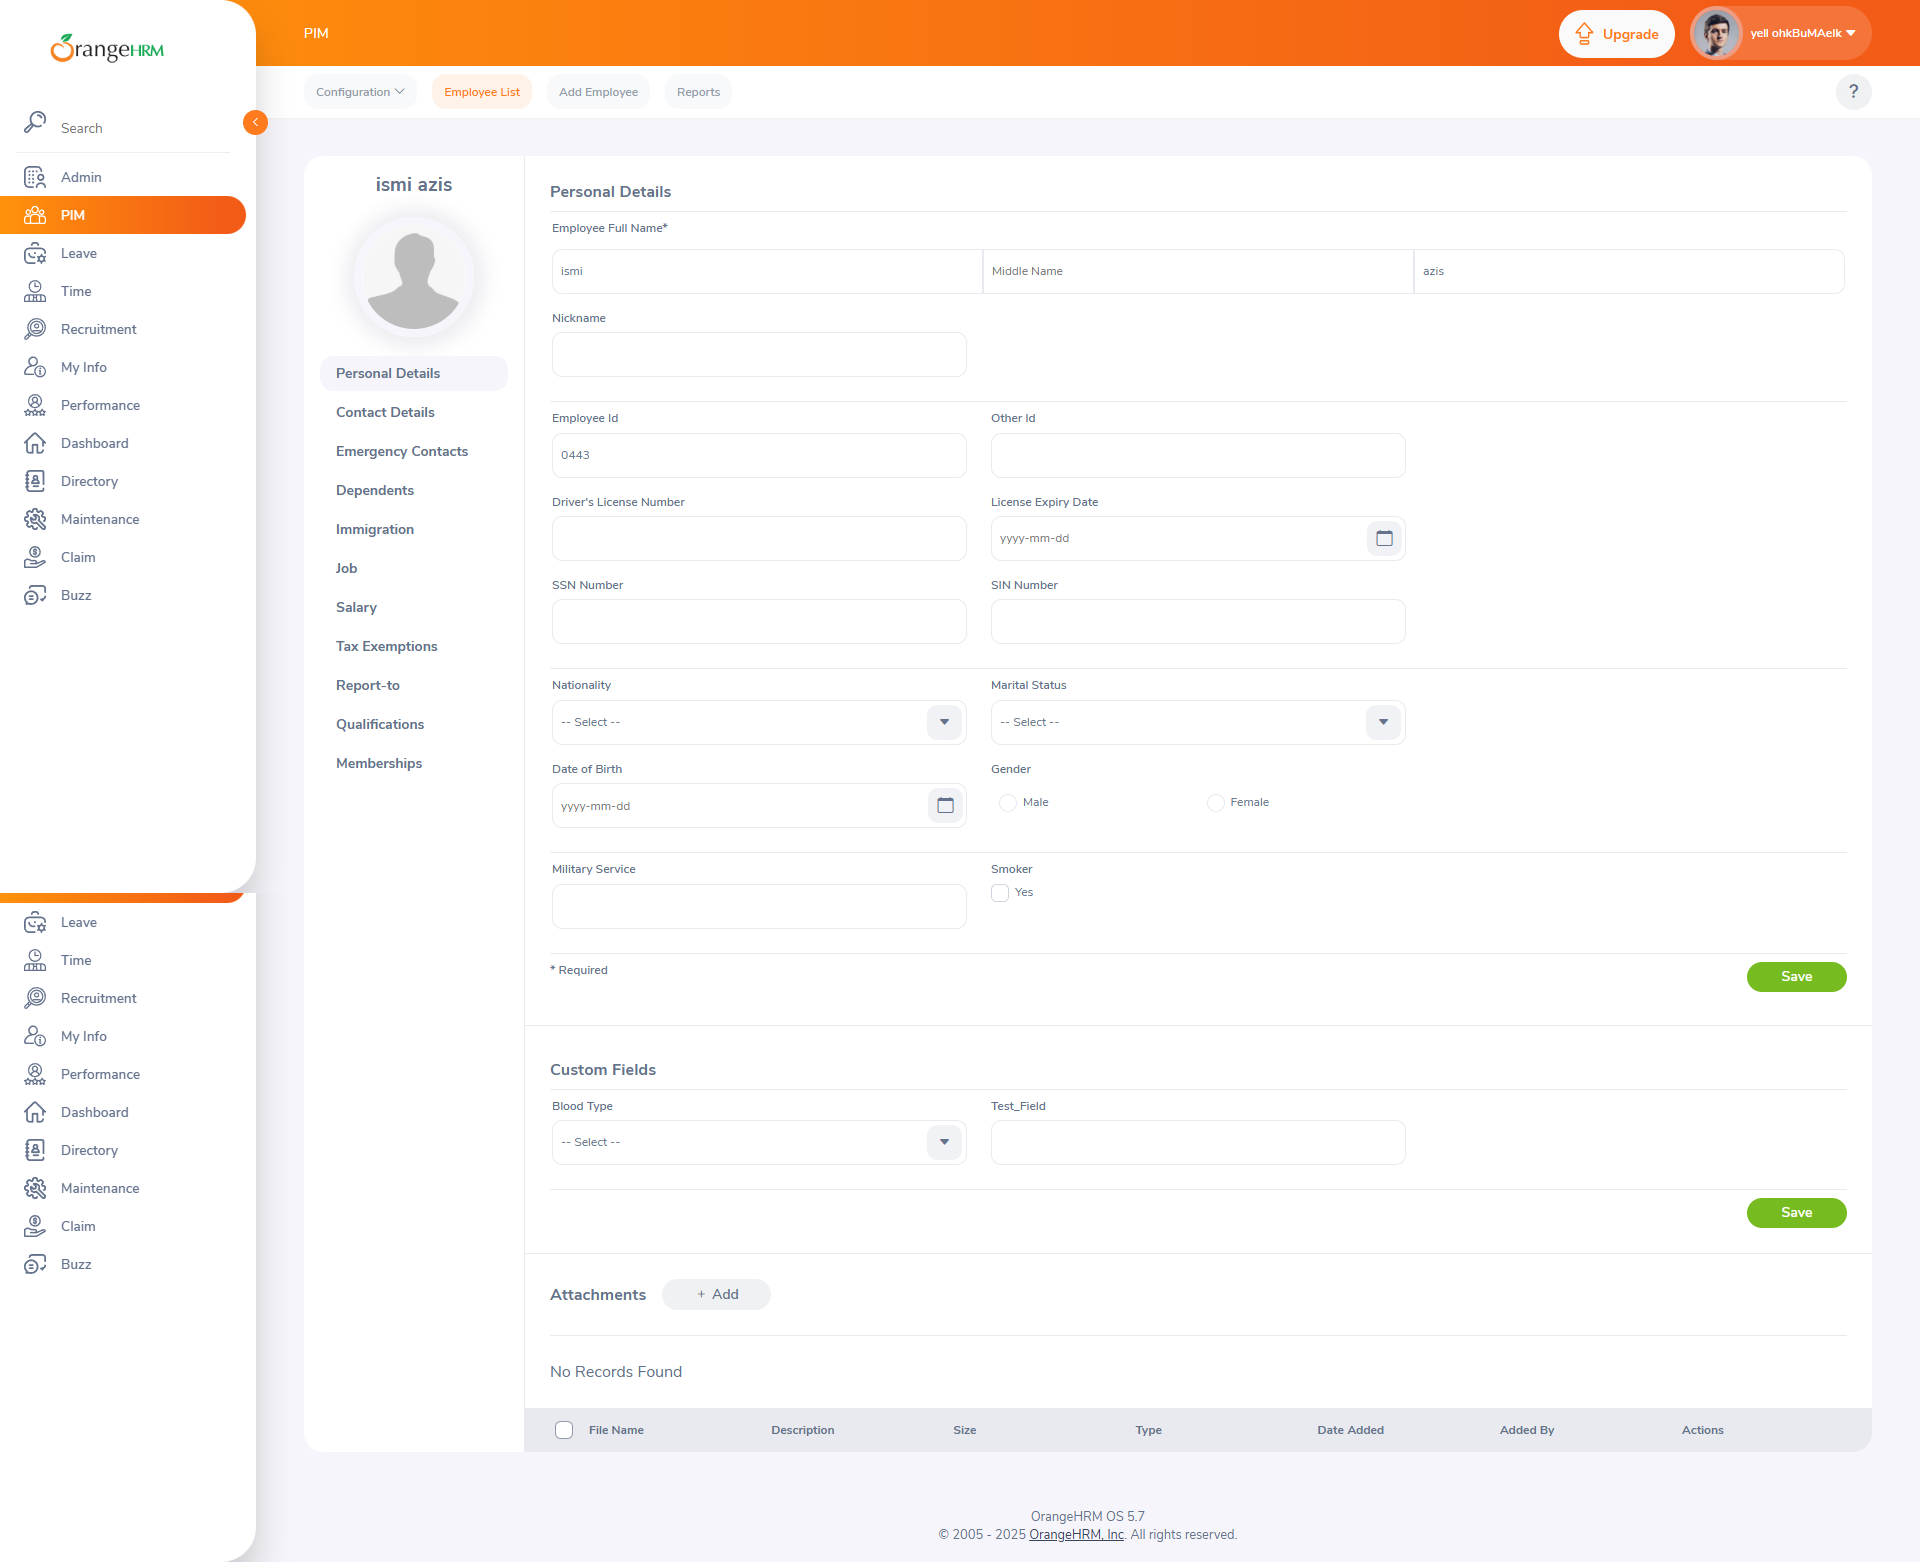 OrangeHRM
Search
Admin
PIM
Leave
Time
Recruitment
My Info
Performance
Dashboard
Directory
Maintenance
Claim
Buzz
Leave
Time
Recruitment
My Info
Performance
Dashboard
Directory
Maintenance
Claim
Buzz
PIM
Upgrade
yell ohkBuMAelk
Configuration
Employee List
Add Employee
Reports
?
ismi azis
Personal Details
Contact Details
Emergency Contacts
Dependents
Immigration
Job
Salary
Tax Exemptions
Report-to
Qualifications
Memberships
Personal Details
Employee Full Name*
ismi Middle Name azis
Nickname
Employee Id Other Id
0443
Driver's License Number License Expiry Date
yyyy-mm-dd
SSN Number SIN Number
Nationality Marital Status
-- Select -- -- Select --
Date of Birth Gender
yyyy-mm-dd Male Female
Military Service Smoker
Yes
* Required Save
Custom Fields
Blood Type Test_Field
-- Select --
Save
Attachments + Add
No Records Found
File Name Description Size Type Date Added Added By Actions
OrangeHRM OS 5.7
© 2005 - 2025 OrangeHRM, Inc. All rights reserved.